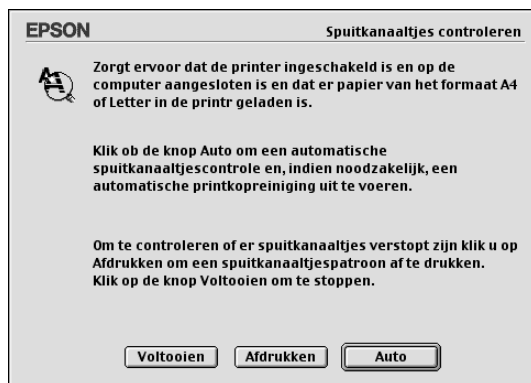 EPSON
Spuitkanaaltjes controleren
Zorgt ervoor dat de printer ingeschakeld is en op de
computer aangesloten is en dat er papier van het formaat A4
of Letter in de printr geladen is.
Klik ob de knop Auto om een automatische
spuitkanaaltjescontrole en, indien noodzakelijk, een
automatische printkopreiniging uit te voeren.
Om te controleren of er spuitkanaaltjes verstopt zijn klik u op
Afdrukken om een spuitkanaaltjespatroon af te drukken.
Klik op de knop Voltooien om te stoppen.
Voltooien Afdrukken Auto